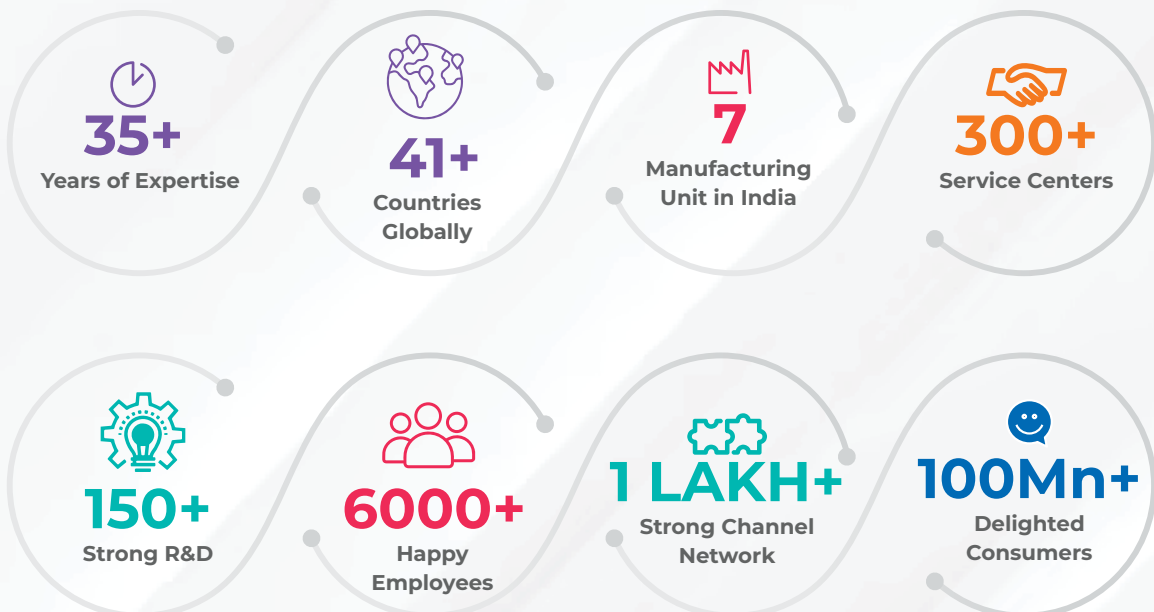 35+
Years of Expertise
41+
Countries
Globally
7
Manufacturing
Unit in India
300+
Service Centers
150+
Strong R&D
6000+
Happy
Employees
1 LAKH+
Strong Channel
Network
100Mn+
Delighted
Consumers